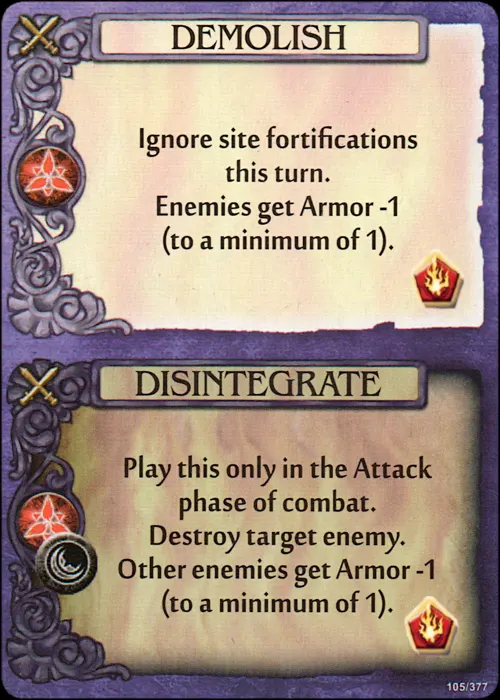 DEMOLISH
Ignore site fortifications
this turn.
Enemies get Armor -1
(to a minimum of 1).
DISINTEGRATE
Play this only in the Attack
phase of combat.
Destroy target enemy.
Other enemies get Armor -1
(to a minimum of 1).
105/377